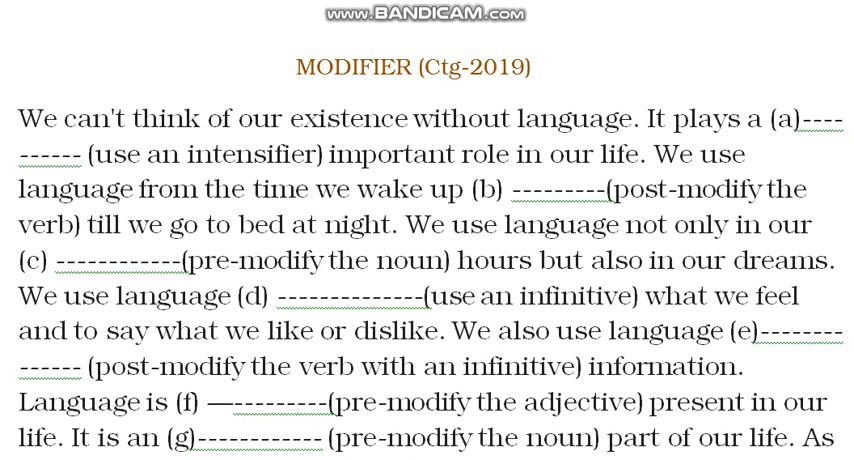 www.BANDICAM.com
MODIFIER (Ctg-2019)
We can't think of our existence without language. It plays a (a)----
------- (use an intensifier) important role in our life. We use
language from the time we wake up (b) ---------(post-modify the
verb) till we go to bed at night. We use language not only in our
(c) ------------(pre-modify the noun) hours but also in our dreams.
We use language (d) --------------(use an infinitive) what we feel
and to say what we like or dislike. We also use language (e)--------
------ (post-modify the verb with an infinitive) information.
Language is (f) —---------(pre-modify the adjective) present in our
life. It is an (g)------------ (pre-modify the noun) part of our life. As